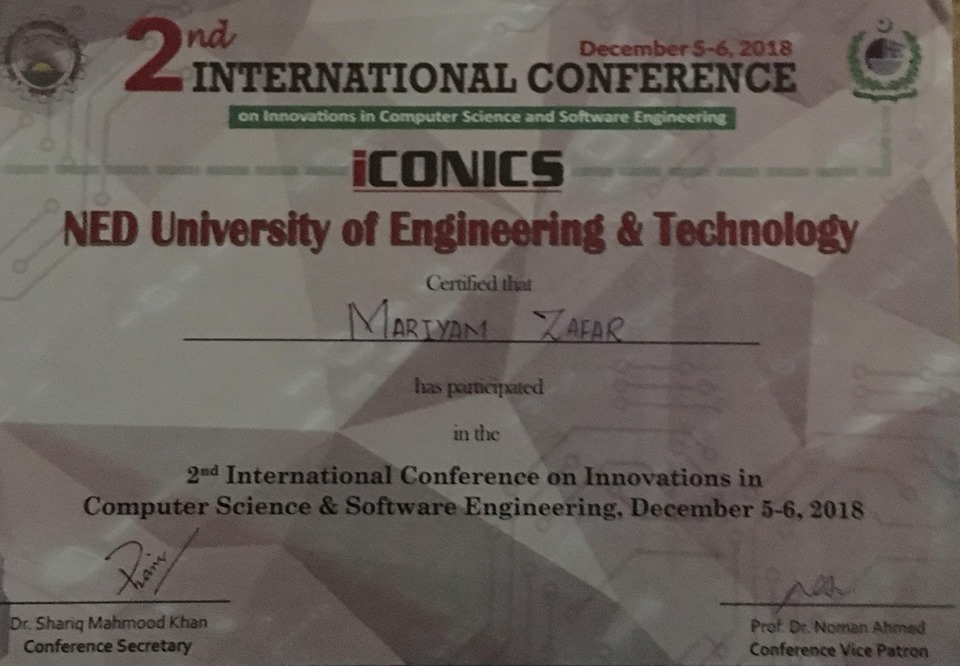 2nd
December 5-6, 2018
INTERNATIONAL CONFERENCE
on Innovations in Computer Science and Software Engineering
iCONICS
NED University of Engineering & Technology
Certified that
MARIYAM ZAFAR
has participated
in the
2nd International Conference on Innovations in
Computer Science & Software Engineering, December 5-6, 2018
Dr. Shariq Mahmood Khan
Conference Secretary
Prof. Dr. Noman Ahmed
Conference Vice Patron